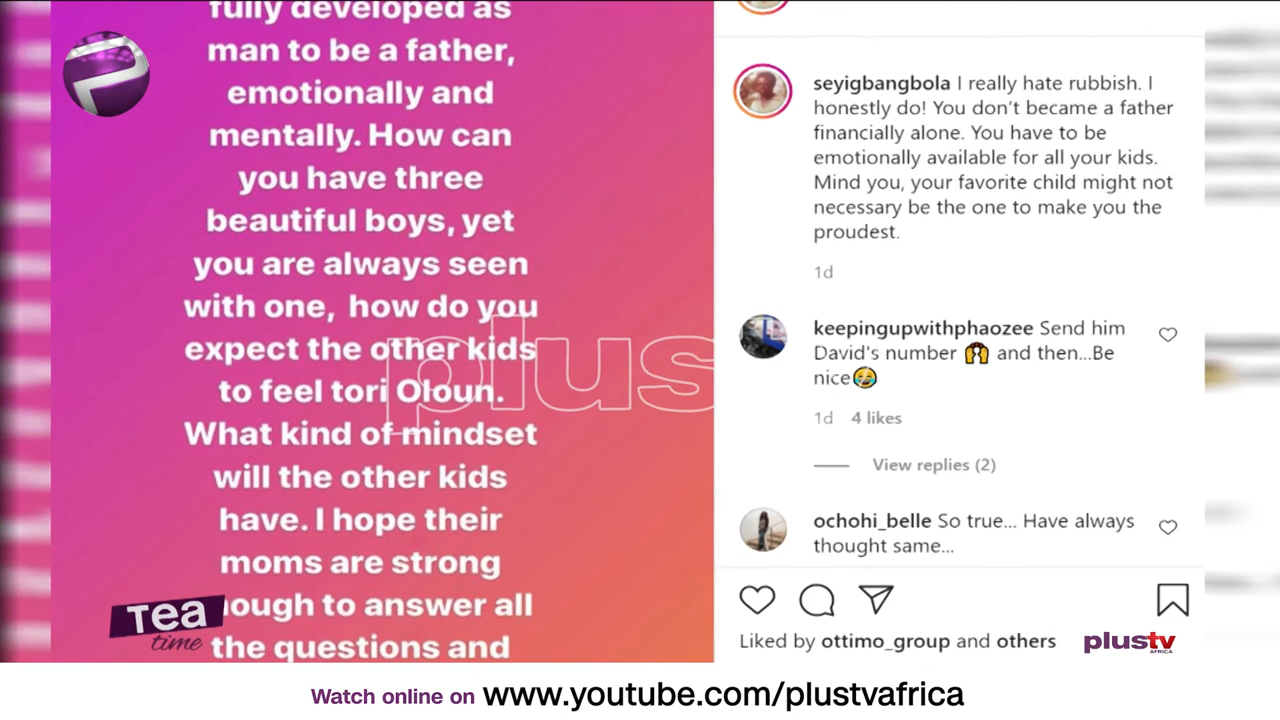 fully developed as
man to be a father,
emotionally and
mentally. How can
you have three
beautiful boys, yet
you are always seen
with one, how do you
expect the other kids
to feel tori Oloun.
What kind of mindset
will the other kids
have. I hope their
moms are strong
nough to answer all
the questions and
plus
Tea
time
seyigbangbola I really hate rubbish. I
honestly do! You don't became a father
financially alone. You have to be
emotionally available for all your kids.
Mind you, your favorite child might not
necessary be the one to make you the
proudest.
1d
keepingupwithphaozee Send him
David's number 🙌 and then...Be
nice😂
1d 4 likes
View replies (2)
ochohi_belle So true... Have always
thought same...
Liked by ottimo_group and others
plustv
AFRICA
Watch online on www.youtube.com/plustvafrica